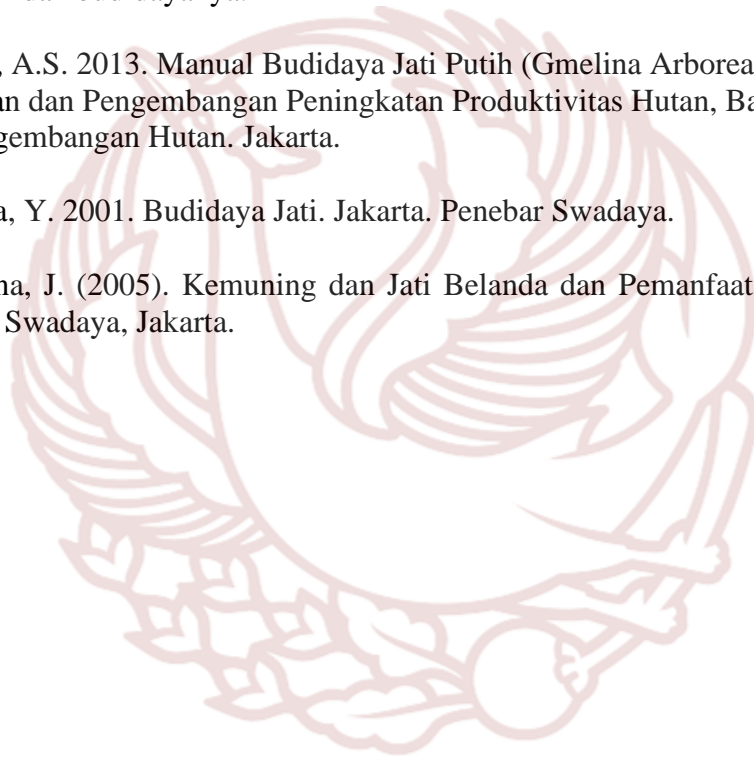 , A.S. 2013. Manual Budidaya Jati Putih (Gmelina Arborea
an dan Pengembangan Peningkatan Produktivitas Hutan, Ba
gembangan Hutan. Jakarta.
a, Y. 2001. Budidaya Jati. Jakarta. Penebar Swadaya.
na, J. (2005). Kemuning dan Jati Belanda dan Pemanfaat
Swadaya, Jakarta.